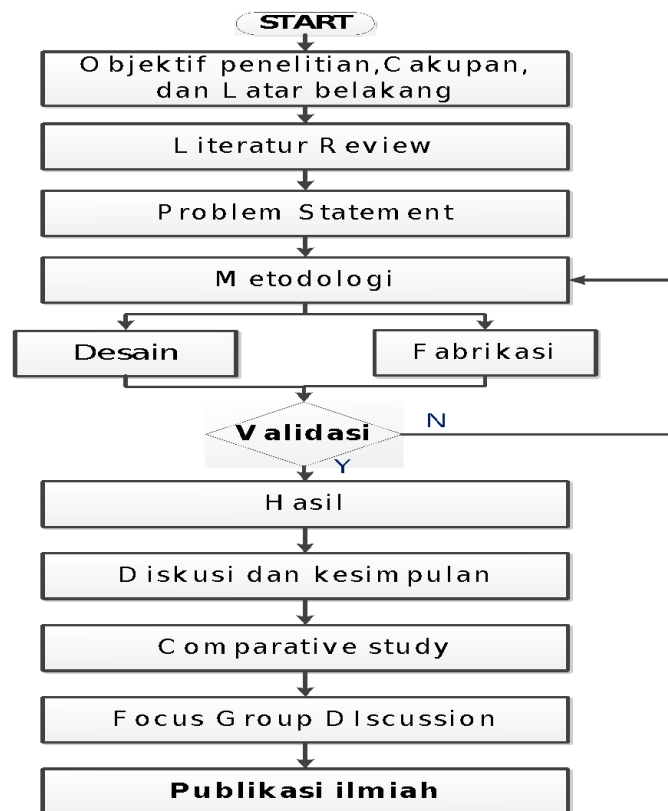 START
Objektif penelitian,Cakupan,
dan Latar belakang
Literatur Review
Problem Statement
Metodologi
Desain
Fabrikasi
Validasi
N
Y
Hasil
Diskusi dan kesimpulan
Comparative study
Focus Group DIscussion
Publikasi ilmiah